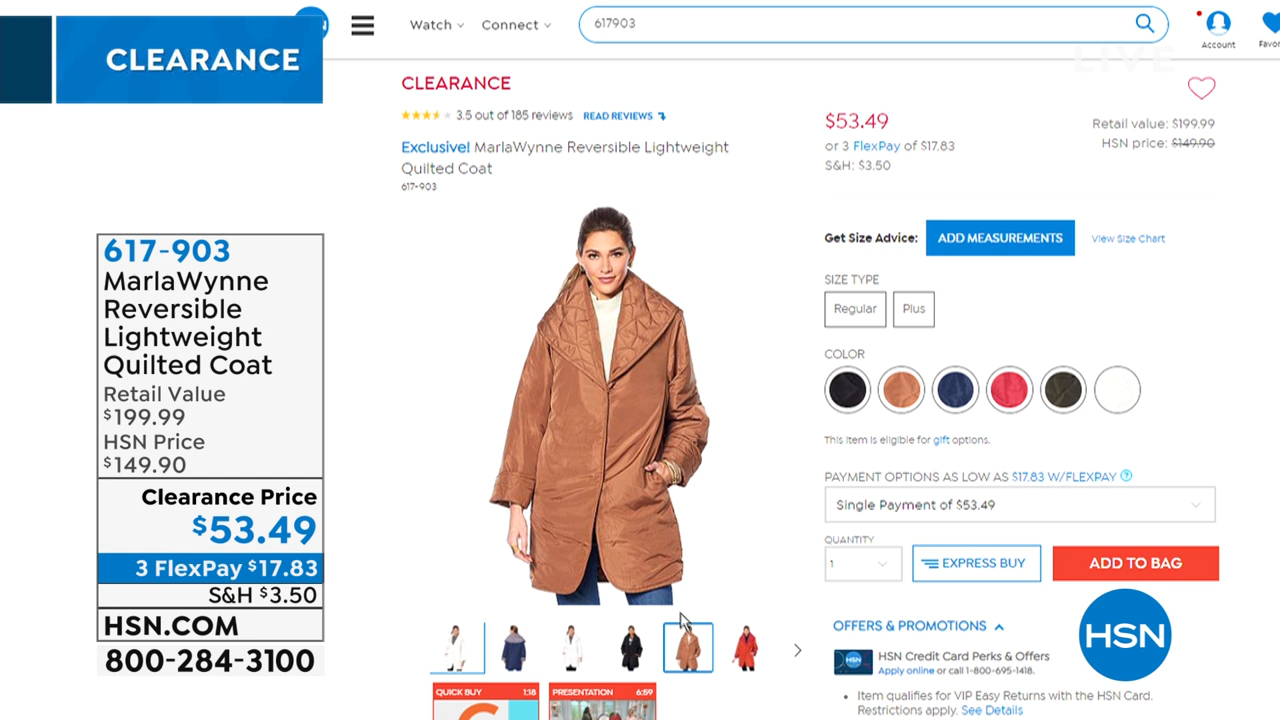 CLEARANCE
HSN
Watch
Connect
617903
Account
LIVE
CLEARANCE
3.5 out of 185 reviews
READ REVIEWS
Exclusive! MarlaWynne Reversible Lightweight
Quilted Coat
617-903
$53.49
or 3 FlexPay of $17.83
S&H: $3.50
Retail value: $199.99
HSN price: $149.90
Get Size Advice:
ADD MEASUREMENTS
View Size Chart
SIZE TYPE
Regular
Plus
COLOR
This item is eligible for gift options.
PAYMENT OPTIONS AS LOW AS $17.83 W/FLEXPAY ?
Single Payment of $53.49
QUANTITY
1
EXPRESS BUY
ADD TO BAG
OFFERS & PROMOTIONS
HSN
HSN Credit Card Perks & Offers
Apply online or call 1-800-695-1418.
• Item qualifies for VIP Easy Returns with the HSN Card.
Restrictions apply. See Details
HSN
617-903
MarlaWynne
Reversible
Lightweight
Quilted Coat
Retail Value
$199.99
HSN Price
$149.90
Clearance Price
$53.49
3 FlexPay $17.83
S&H $3.50
HSN.COM
800-284-3100
QUICK BUY 1:18
PRESENTATION 6:59